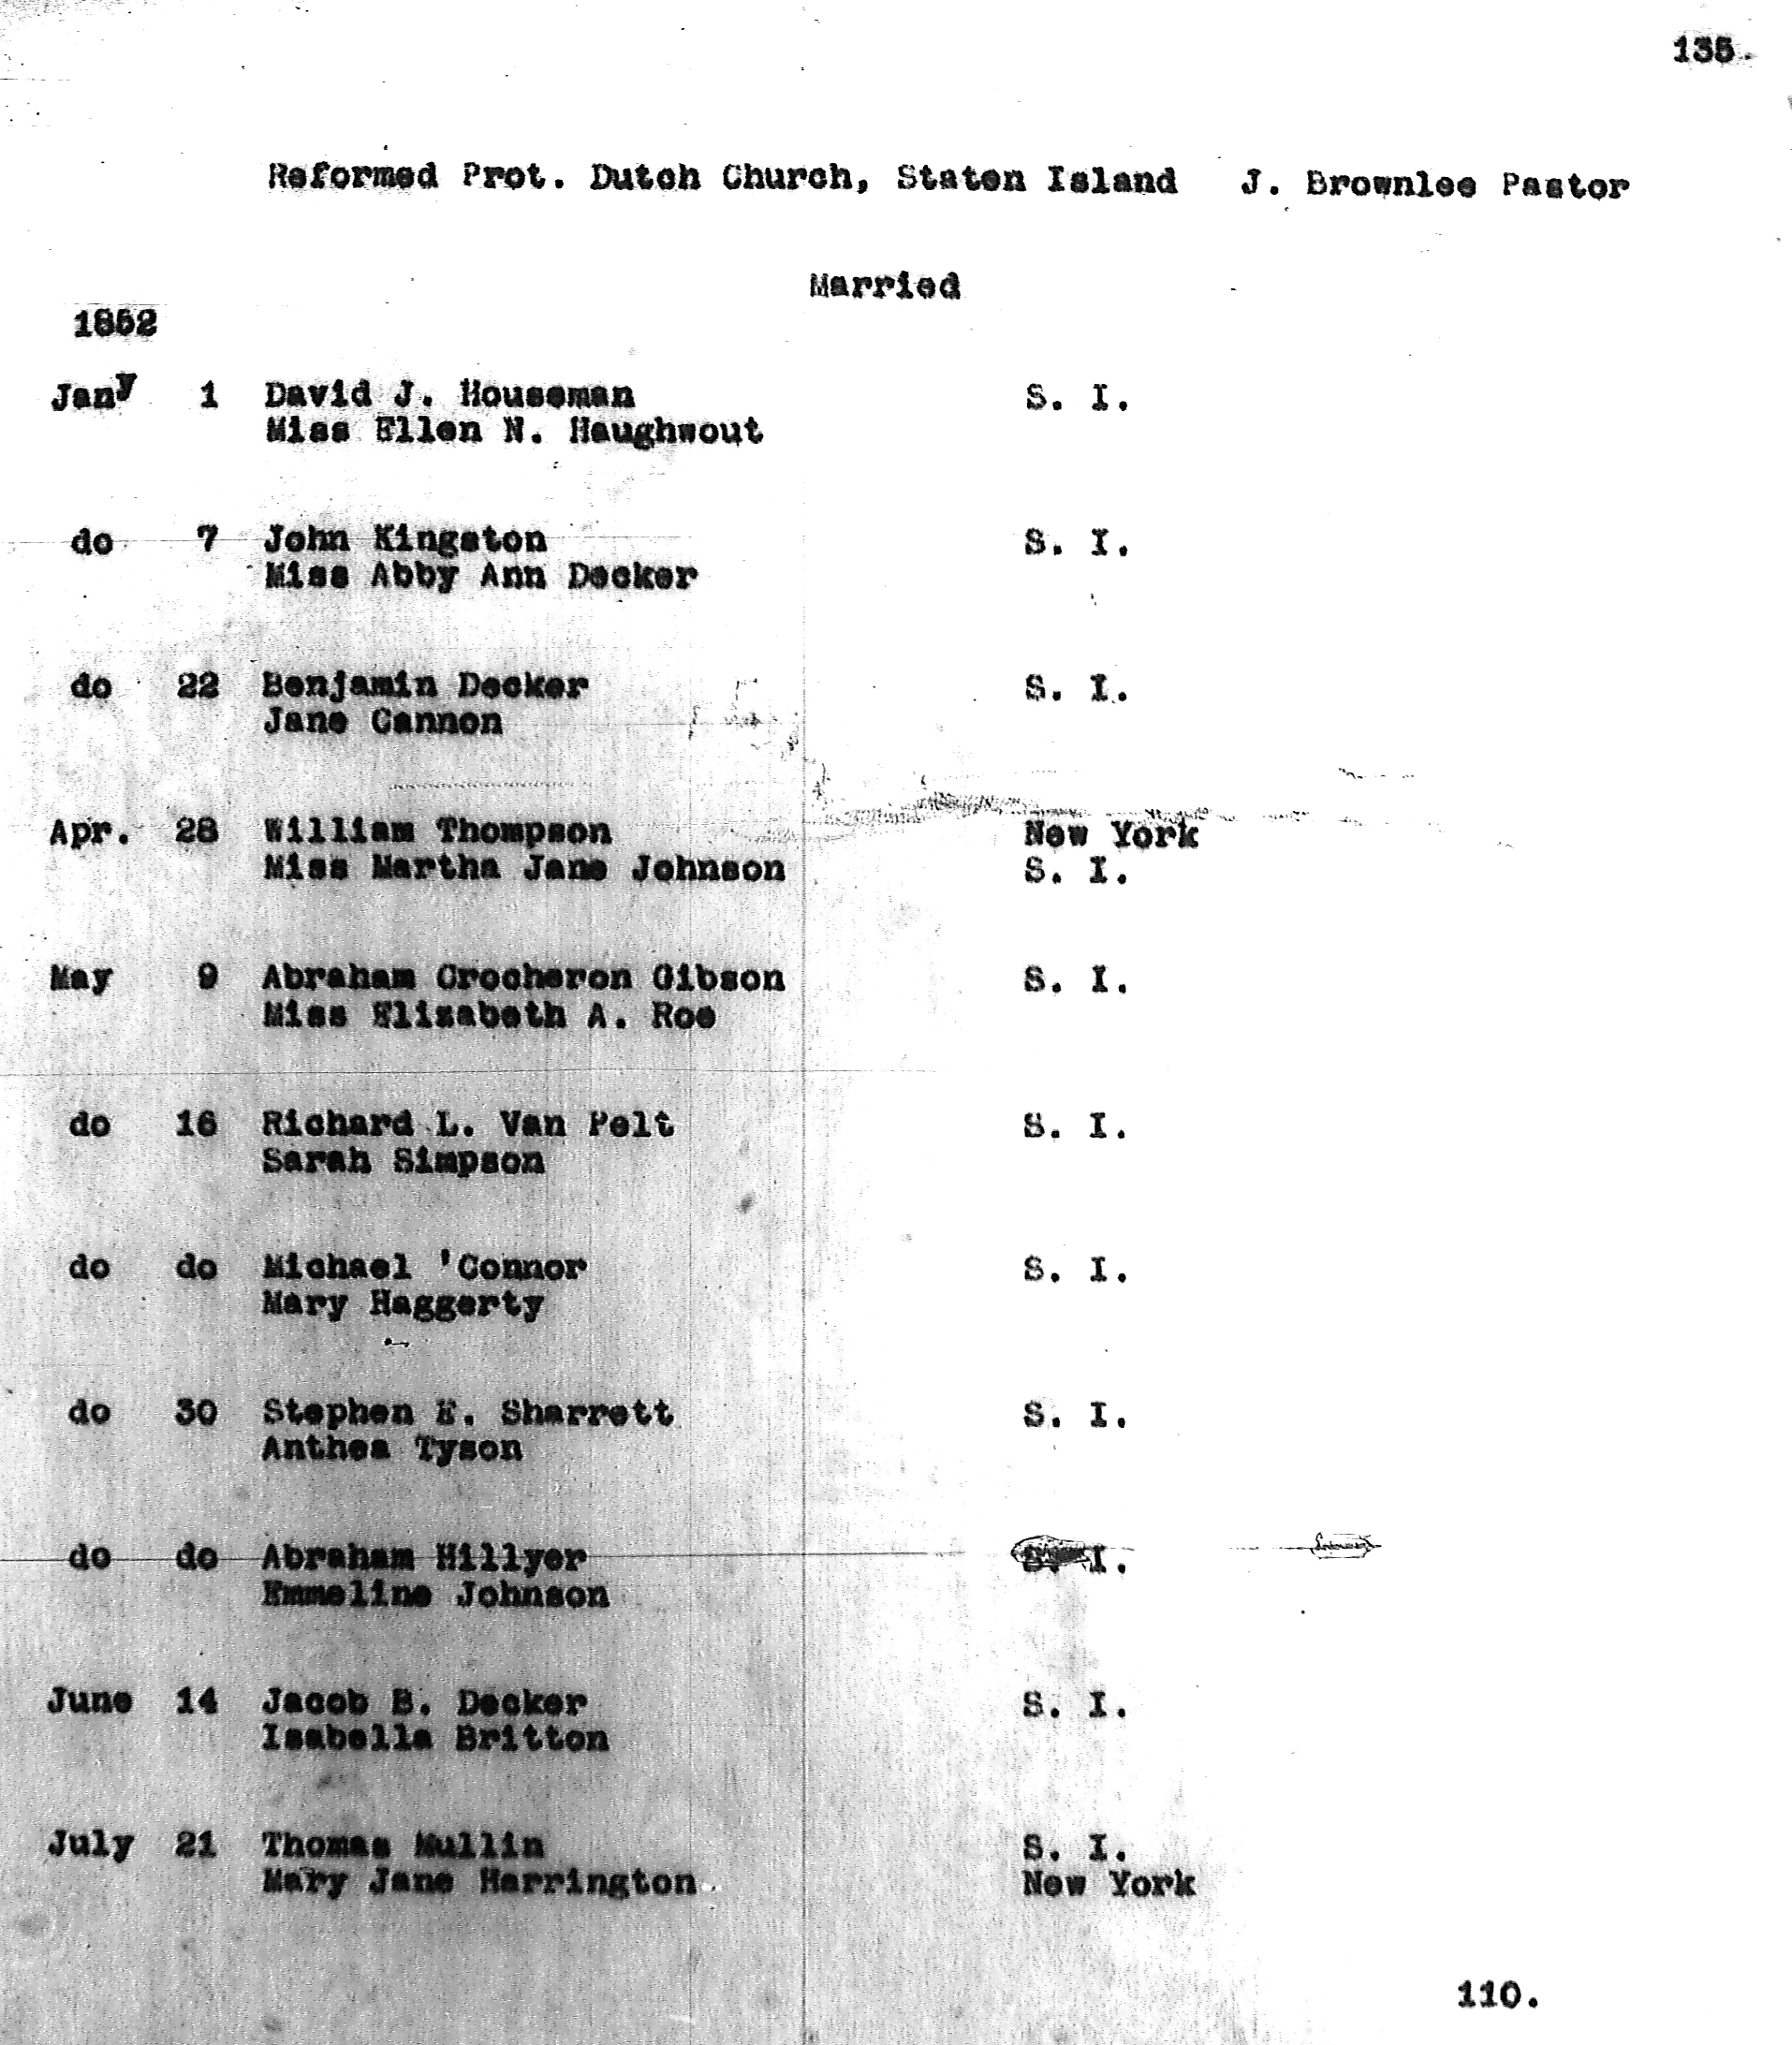 135.
Reformed Prot. Dutch Church, Staten Island J. Brownlee Pastor
Married
1852
Jany 1 David J. Houseman S. I.
Miss Ellen N. Haughwout
do 7 John Kingston S. I.
Miss Abby Ann Decker
do 22 Benjamin Decker S. I.
Jane Cannon
Apr. 28 William Thompson New York
Miss Martha Jane Johnson S. I.
May 9 Abraham Crocheron Gibson S. I.
Miss Elizabeth A. Roe
do 16 Richard L. Van Pelt S. I.
Sarah Simpson
do do Michael 'Connor S. I.
Mary Haggerty
do 30 Stephen E. Sharrett S. I.
Anthea Tyson
do do Abraham Hillyer S. I.
Emmeline Johnson
June 14 Jacob B. Decker S. I.
Isabella Britton
July 21 Thomas Mullin S. I.
Mary Jane Harrington New York
110.